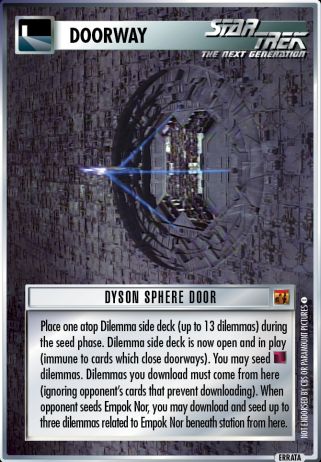 DOORWAY
STAR TREK
THE NEXT GENERATION
DYSON SPHERE DOOR
Place one atop Dilemma side deck (up to 13 dilemmas) during
the seed phase. Dilemma side deck is now open and in play
(immune to cards which close doorways). You may seed
dilemmas. Dilemmas you download must come from here
(ignoring opponent's cards that prevent downloading). When
opponent seeds Empok Nor, you may download and seed up to
three dilemmas related to Empok Nor beneath station from here.
NOT ENDORSED BY CBS OR PARAMOUNT PICTURES
ERRATA